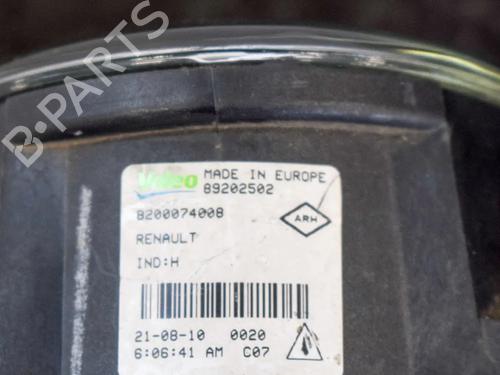 B-PARTS
Valeo MADE IN EUROPE
89202502
8200074008
ARH
RENAULT
IND:H
21-08-10 0020
6:06:41 AM C07